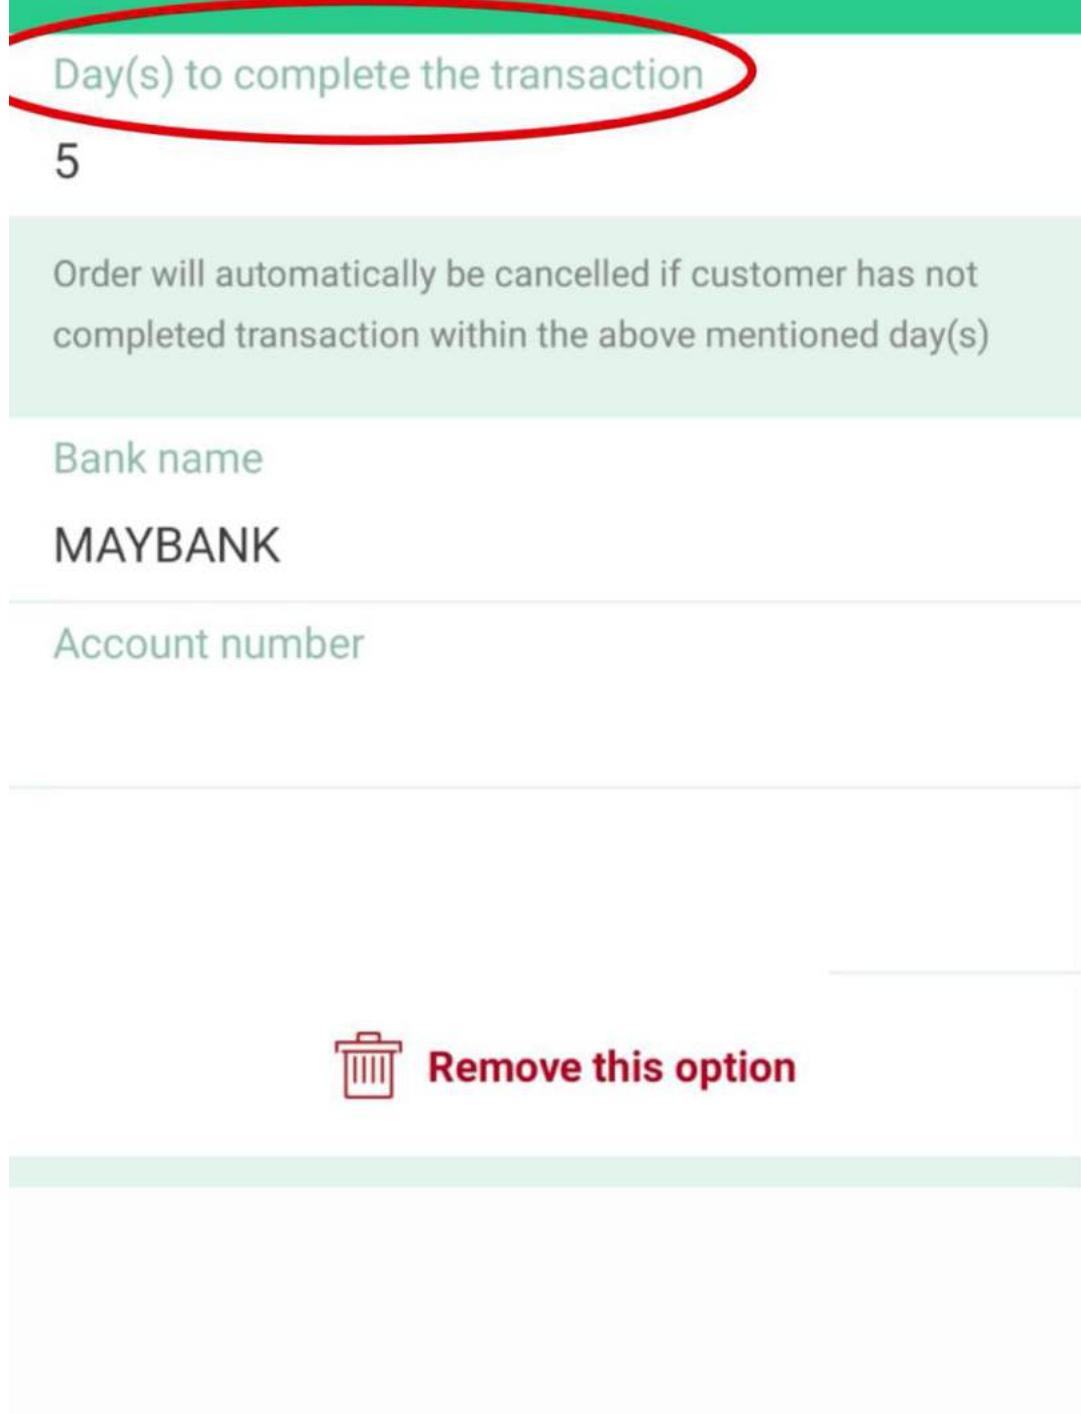 Day(s) to complete the transaction
5
Order will automatically be cancelled if customer has not
completed transaction within the above mentioned day(s)
Bank name
MAYBANK
Account number
Remove this option